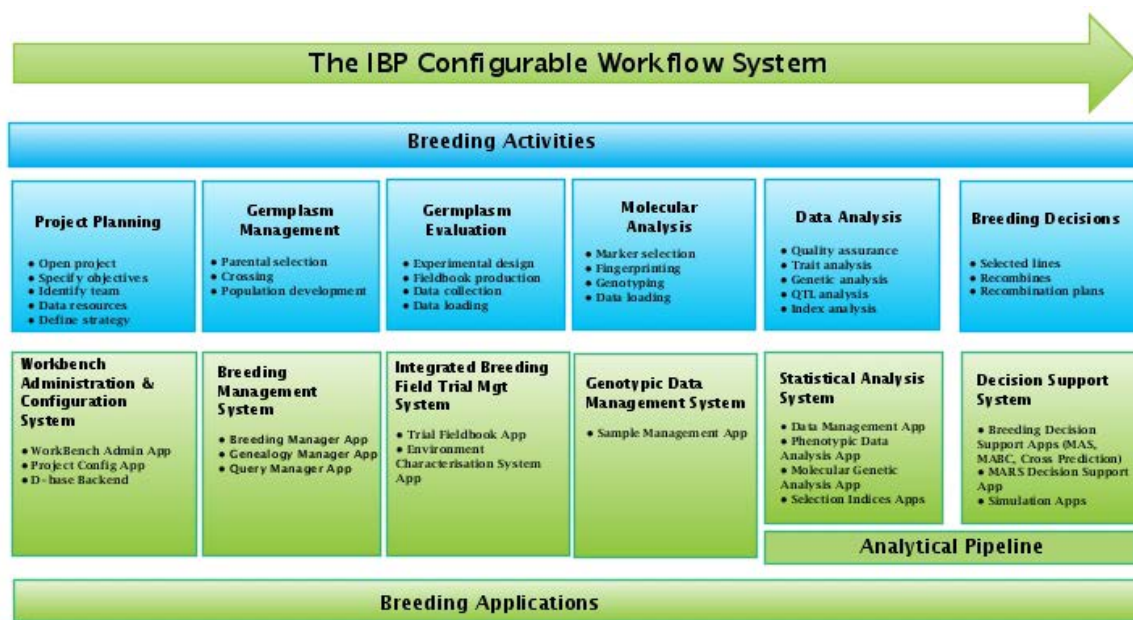 The IBP Configurable Workflow System
Breeding Activities
Project Planning
● Open project
● Specify objectives
● Identify team
● Data resources
● Define strategy
Germplasm
Management
● Parental selection
● Crossing
● Population development
Germplasm
Evaluation
● Experimental design
● Fieldbook production
● Data collection
● Data loading
Molecular
Analysis
● Marker selection
● Fingerprinting
● Genotyping
● Data loading
Data Analysis
● Quality assurance
● Trait analysis
● Genetic analysis
● QTL analysis
● Index analysis
Breeding Decisions
● Selected lines
● Recombines
● Recombination plans
Workbench
Administration &
Configuration
System
● WorkBench Admin App
● Project Config App
● D-base Backend
Breeding
Management
System
● Breeding Manager App
● Genealogy Manager App
● Query Manager App
Integrated Breeding
Field Trial Mgt
System
● Trial Fieldbook App
● Environment
Characterisation System
App
Genotypic Data
Management System
● Sample Management App
Statistical Analysis
System
● Data Management App
● Phenotypic Data
Analysis App
● Molecular Genetic
Analysis App
● Selection Indices Apps
Decision Support
System
● Breeding Decision
Support Apps (MAS,
MABC, Cross Prediction)
● MARS Decision Support
App
● Simulation Apps
Analytical Pipeline
Breeding Applications